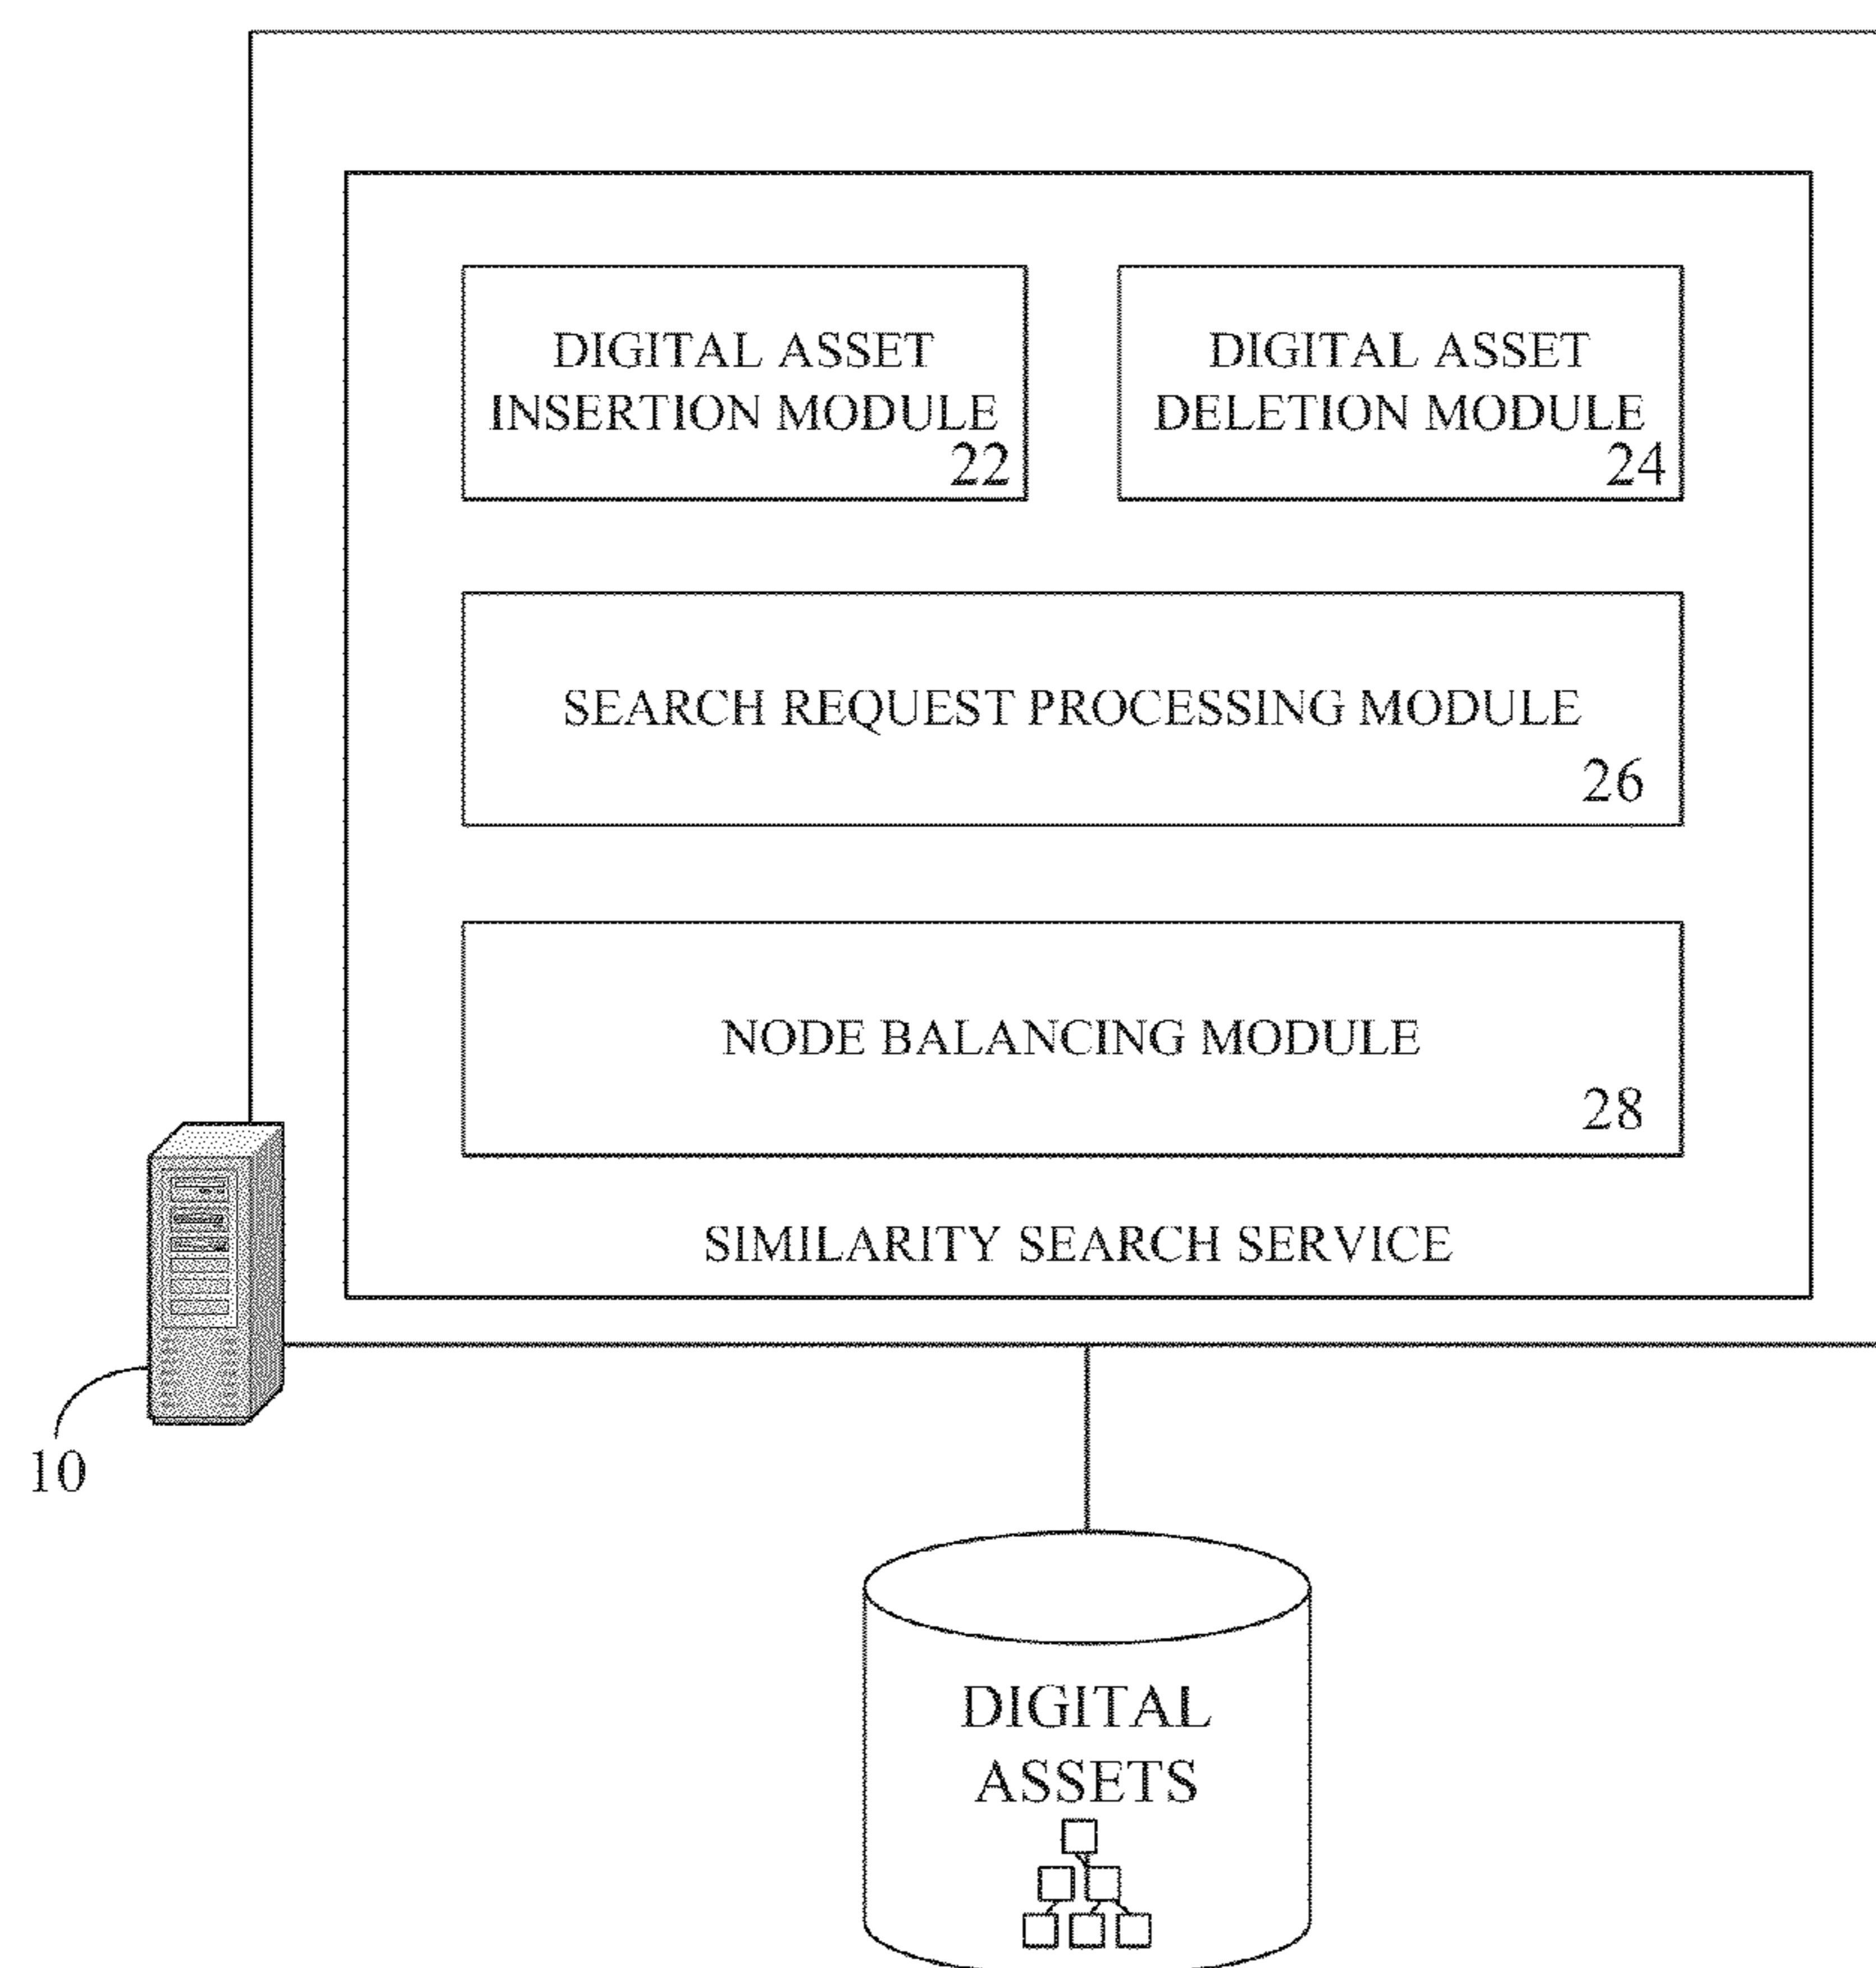 DIGITAL ASSET
INSERTION MODULE
22
DIGITAL ASSET
DELETION MODULE
24
SEARCH REQUEST PROCESSING MODULE
26
NODE BALANCING MODULE
28
SIMILARITY SEARCH SERVICE
10
DIGITAL
ASSETS